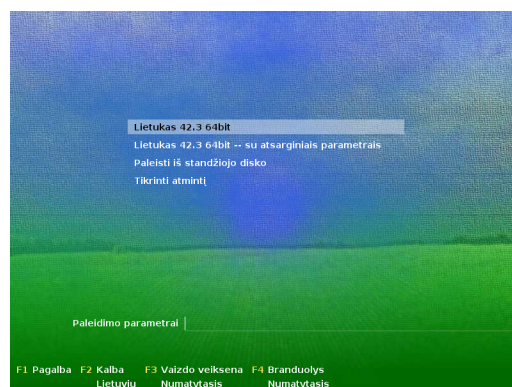 Lietukas 42.3 64bit
Lietukas 42.3 64bit -- su atsarginiais parametrais
Paleisti iš standžiojo disko
Tikrinti atmintį
Paleidimo parametrai
F1 Pagalba F2 Kalba F3 Vaizdo veiksena F4 Branduolys
Lietuvių Numatytasis Numatytasis